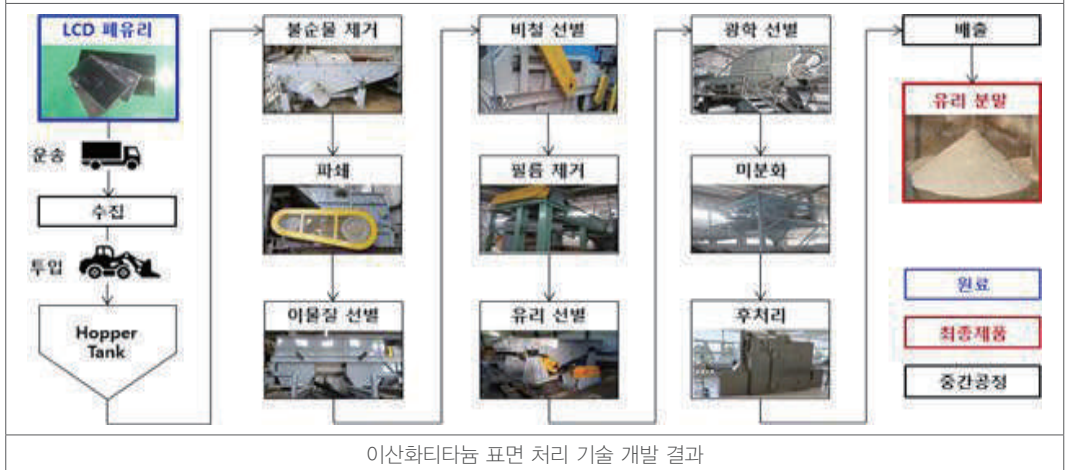 LCD 폐유리
운송
수집
투입
Hopper
Tank
불순물 제거
파쇄
이물질 선별
비철 선별
필름 제거
유리 선별
광학 선별
미분화
후처리
배출
유리 분말
원료
최종제품
중간공정
이산화티타늄 표면 처리 기술 개발 결과